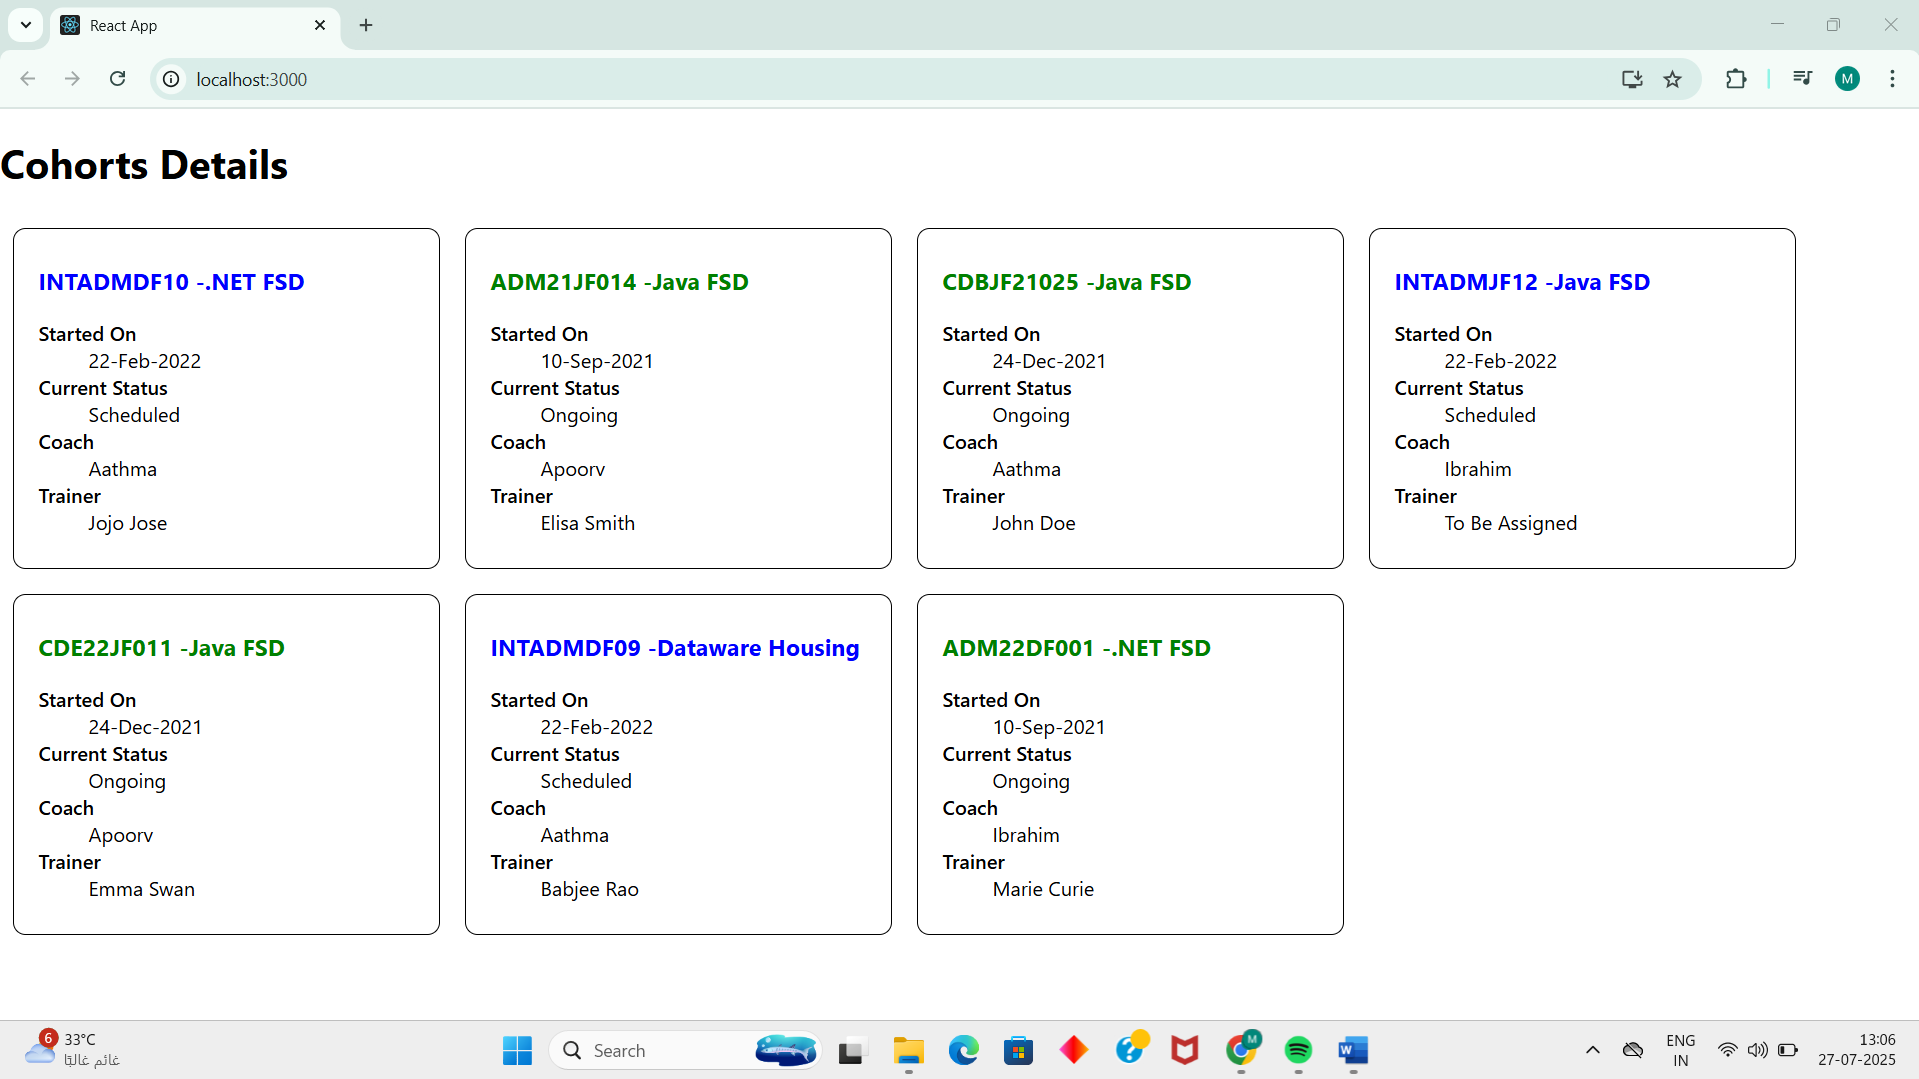 React App
localhost:3000
M
Cohorts Details
INTADMDF10 -.NET FSD
Started On
22-Feb-2022
Current Status
Scheduled
Coach
Aathma
Trainer
Jojo Jose
ADM21JF014 -Java FSD
Started On
10-Sep-2021
Current Status
Ongoing
Coach
Apoorv
Trainer
Elisa Smith
CDBJF21025 -Java FSD
Started On
24-Dec-2021
Current Status
Ongoing
Coach
Aathma
Trainer
John Doe
INTADMJF12 -Java FSD
Started On
22-Feb-2022
Current Status
Scheduled
Coach
Ibrahim
Trainer
To Be Assigned
CDE22JF011 -Java FSD
Started On
24-Dec-2021
Current Status
Ongoing
Coach
Apoorv
Trainer
Emma Swan
INTADMDF09 -Dataware Housing
Started On
22-Feb-2022
Current Status
Scheduled
Coach
Aathma
Trainer
Babjee Rao
ADM22DF001 -.NET FSD
Started On
10-Sep-2021
Current Status
Ongoing
Coach
Ibrahim
Trainer
Marie Curie
6
33°C
غائم غالبًا
Search
M
W
ENG
IN
13:06
27-07-2025